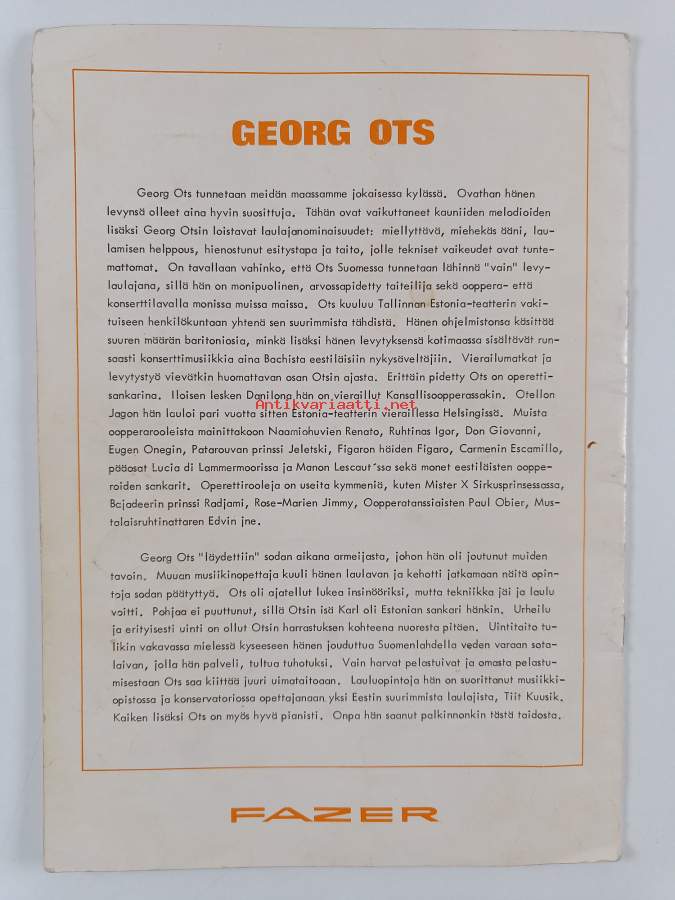 GEORG OTS
Georg Ots tunnetaan meidän maassamme jokaisessa kylässä. Ovathan hänen
levynsä olleet aina hyvin suosittuja. Tähän ovat vaikuttaneet kauniiden melodioiden
lisäksi Georg Otsin loistavat laulajanominaisuudet: miellyttävä, miehekäs ääni, lau-
lamisen helppous, hienostunut esitystapa ja taito, jolle tekniset vaikeudet ovat tunte-
mattomat. On tavallaan vahinko, että Ots Suomessa tunnetaan lähinnä "vain" levy-
laulajana, sillä hän on monipuolinen, arvossapidetty taiteilija sekä ooppera- että
konserttilavalla monissa muissa maissa. Ots kuuluu Tallinnan Estonia-teatterin vaki-
tuiseen henkilökuntaan yhtenä sen suurimmista tähdistä. Hänen ohjelmistonsa käsittää
suuren määrän baritoniosia, minkä lisäksi hänen levytyksensä kotimaassa sisältävät run-
saasti konserttimusiikkia aina Bachista eestiläisiin nykysäveltäjiin. Vierailumatkat ja
levytystyö vievätkin huomattavan osan Otsin ajasta. Erittäin pidetty Ots on operetti-
sankarina. Iloisen lesken Danilona hän on vieraillut Kansallisoopperassakin. Otellon
Antikvariaatti.net
Jagon hän lauloi pari vuotta sitten Estonia-teatterin vieraillessa Helsingissä. Muista
oopperarooleista mainittakoon Naamiohuvien Renato, Ruhtinas Igor, Don Giovanni,
Eugen Onegin, Patarouvan prinssi Jeletski, Figaron häiden Figaro, Carmenin Escamillo,
pääosat Lucia di Lammermoorissa ja Manon Lescaut'ssa sekä monet eestiläisten ooppe-
roiden sankarit. Operettirooleja on useita kymmeniä, kuten Mister X Sirkusprinsessassa,
Bajadeerin prinssi Radjami, Rose-Marien Jimmy, Oopperatanssiaisten Paul Obier, Mus-
talaisruhtinattaren Edvin jne.
Georg Ots "läydettiin" sodan aikana armeijasta, johon hän oli joutunut muiden
tavoin. Muuan musiikinopettaja kuuli hänen laulavan ja kehotti jatkamaan näitä opin-
toja sodan päätyttyä. Ots oli ajatellut lukea insinööriksi, mutta tekniikka jäi ja laulu
voitti. Pohjaa ei puuttunut, sillä Otsin isä Karl oli Estonian sankari hänkin. Urheilu
ja erityisesti uinti on ollut Otsin harrastuksen kohteena nuoresta pitäen. Uintitaito tu-
likin vakavassa mielessä kyseeseen hänen jouduttua Suomenlahdella veden varaan sota-
laivan, jolla hän palveli, tultua tuhotuksi. Vain harvat pelastuivat ja omasta pelastu-
misestaan Ots saa kiittää juuri uimataitoaan. Lauluopintoja hän on suorittanut musiikki-
opistossa ja konservatoriossa opettajanaan yksi Eestin suurimmista laulajista, Tiit Kuusik.
Kaiken lisäksi Ots on myös hyvä pianisti. Onpa hän saanut palkinnonkin tästä taidosta.
FAZER